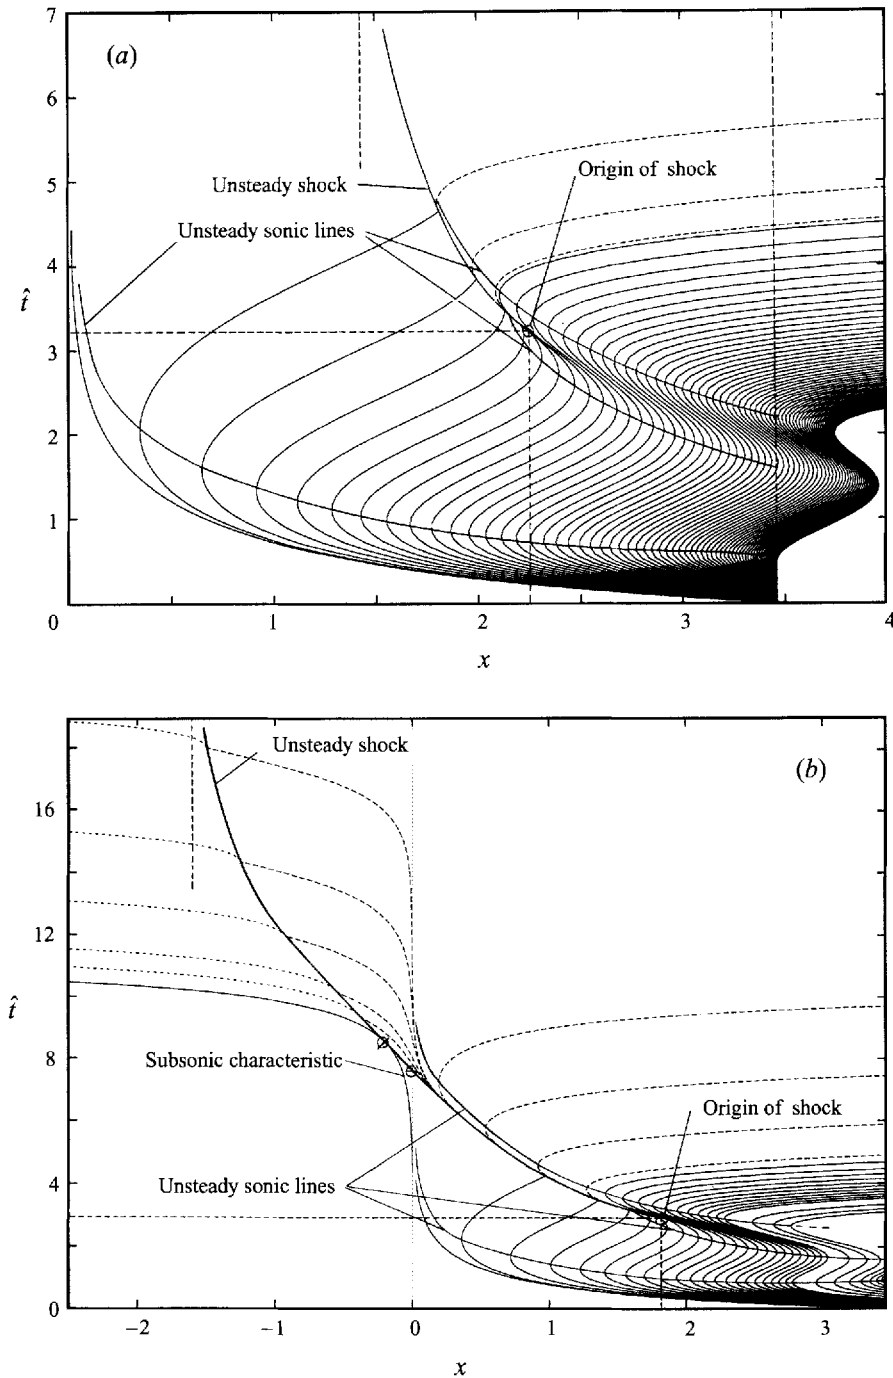 7
(a)
6
Origin of shock
Unsteady shock
5
Unsteady sonic lines
4
t̂
3
2
1
0
1
2
3
4
x
Unsteady shock
(b)
16
12
t̂
8
Subsonic characteristic
Origin of shock
4
Unsteady sonic lines
0
−2
−1
0
1
2
3
x